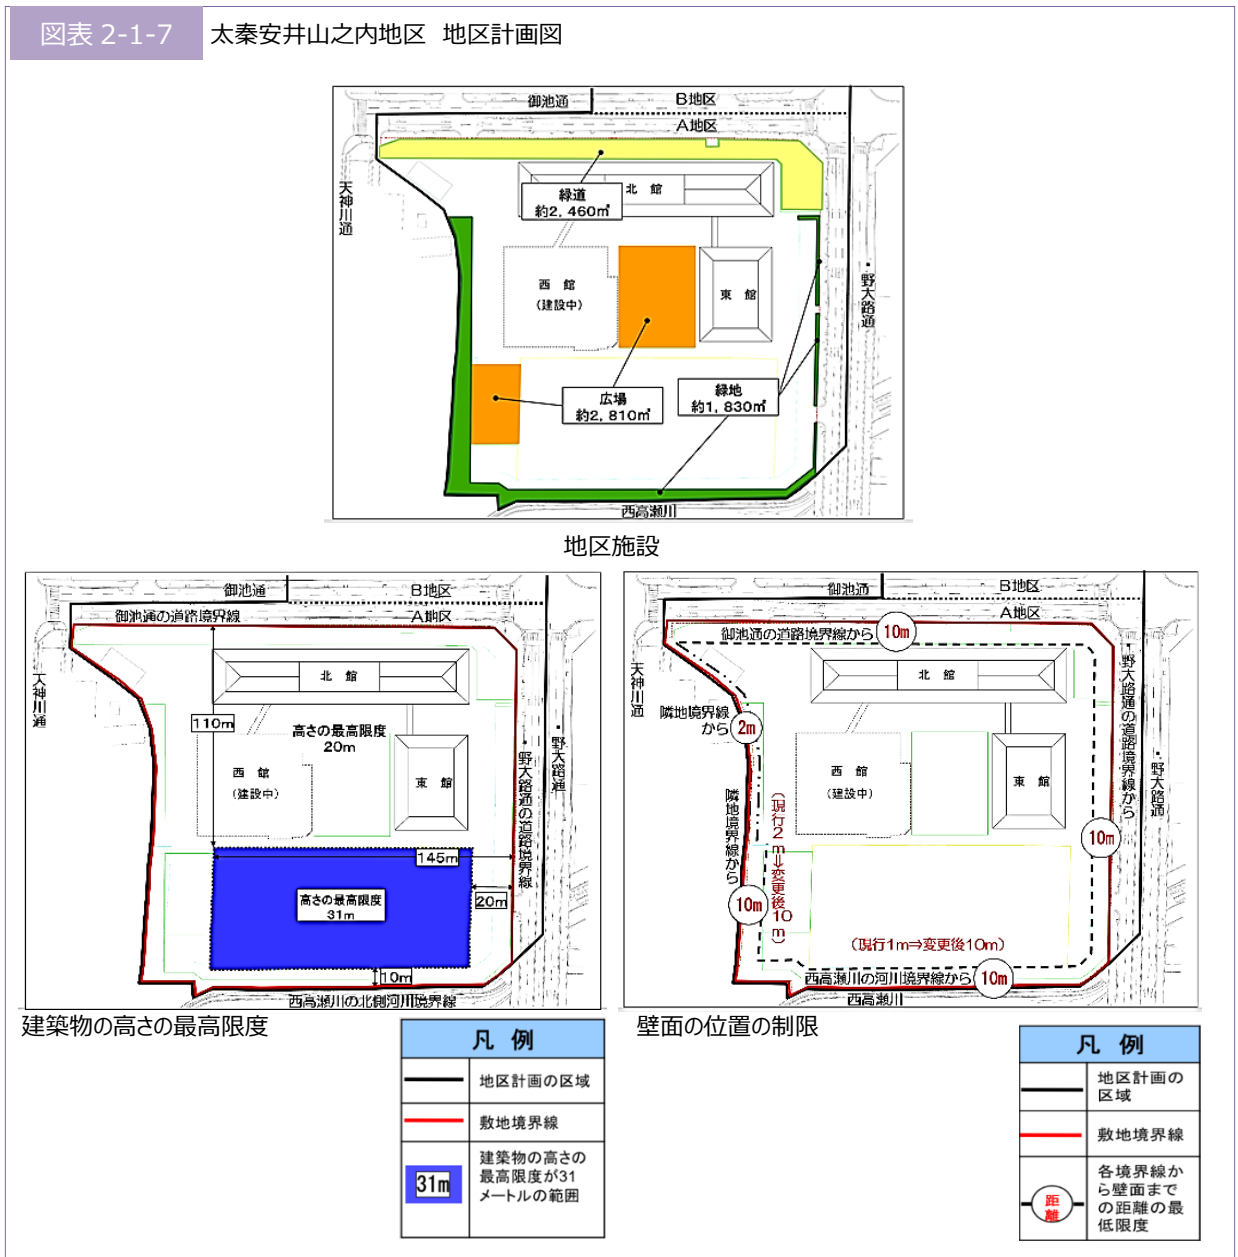 図表 2-1-7
太秦安井山之内地区 地区計画図
御池通
B地区
A地区
天神川通
緑道
約2,460㎡
北 館
西 館
(建設中)
東 館
野大路通
広場
約2,810㎡
緑地
約1,830㎡
西高瀬川
地区施設
御池通
B地区
御池通の道路境界線
A地区
天神川通
北 館
110m
高さの最高限度
20m
西 館
(建設中)
東 館
野大路通の道路境界線
野大路通
145m
高さの最高限度
31m
20m
10m
西高瀬川の北側河川境界線
建築物の高さの最高限度
凡 例
地区計画の区域
敷地境界線
31m
建築物の高さの
最高限度が31
メートルの範囲
御池通
B地区
A地区
御池通の道路境界線から
10m
天神川通
北 館
隣地境界線
から
2m
西 館
(建設中)
東 館
野大路通の道路境界線から
野大路通
隣地境界線から
(現行2m⇒変更後10m)
10m
10m
(現行1m⇒変更後10m)
西高瀬川の河川境界線から
10m
西高瀬川
壁面の位置の制限
凡 例
地区計画の
区域
敷地境界線
距
離
各境界線か
ら壁面まで
の距離の最
低限度